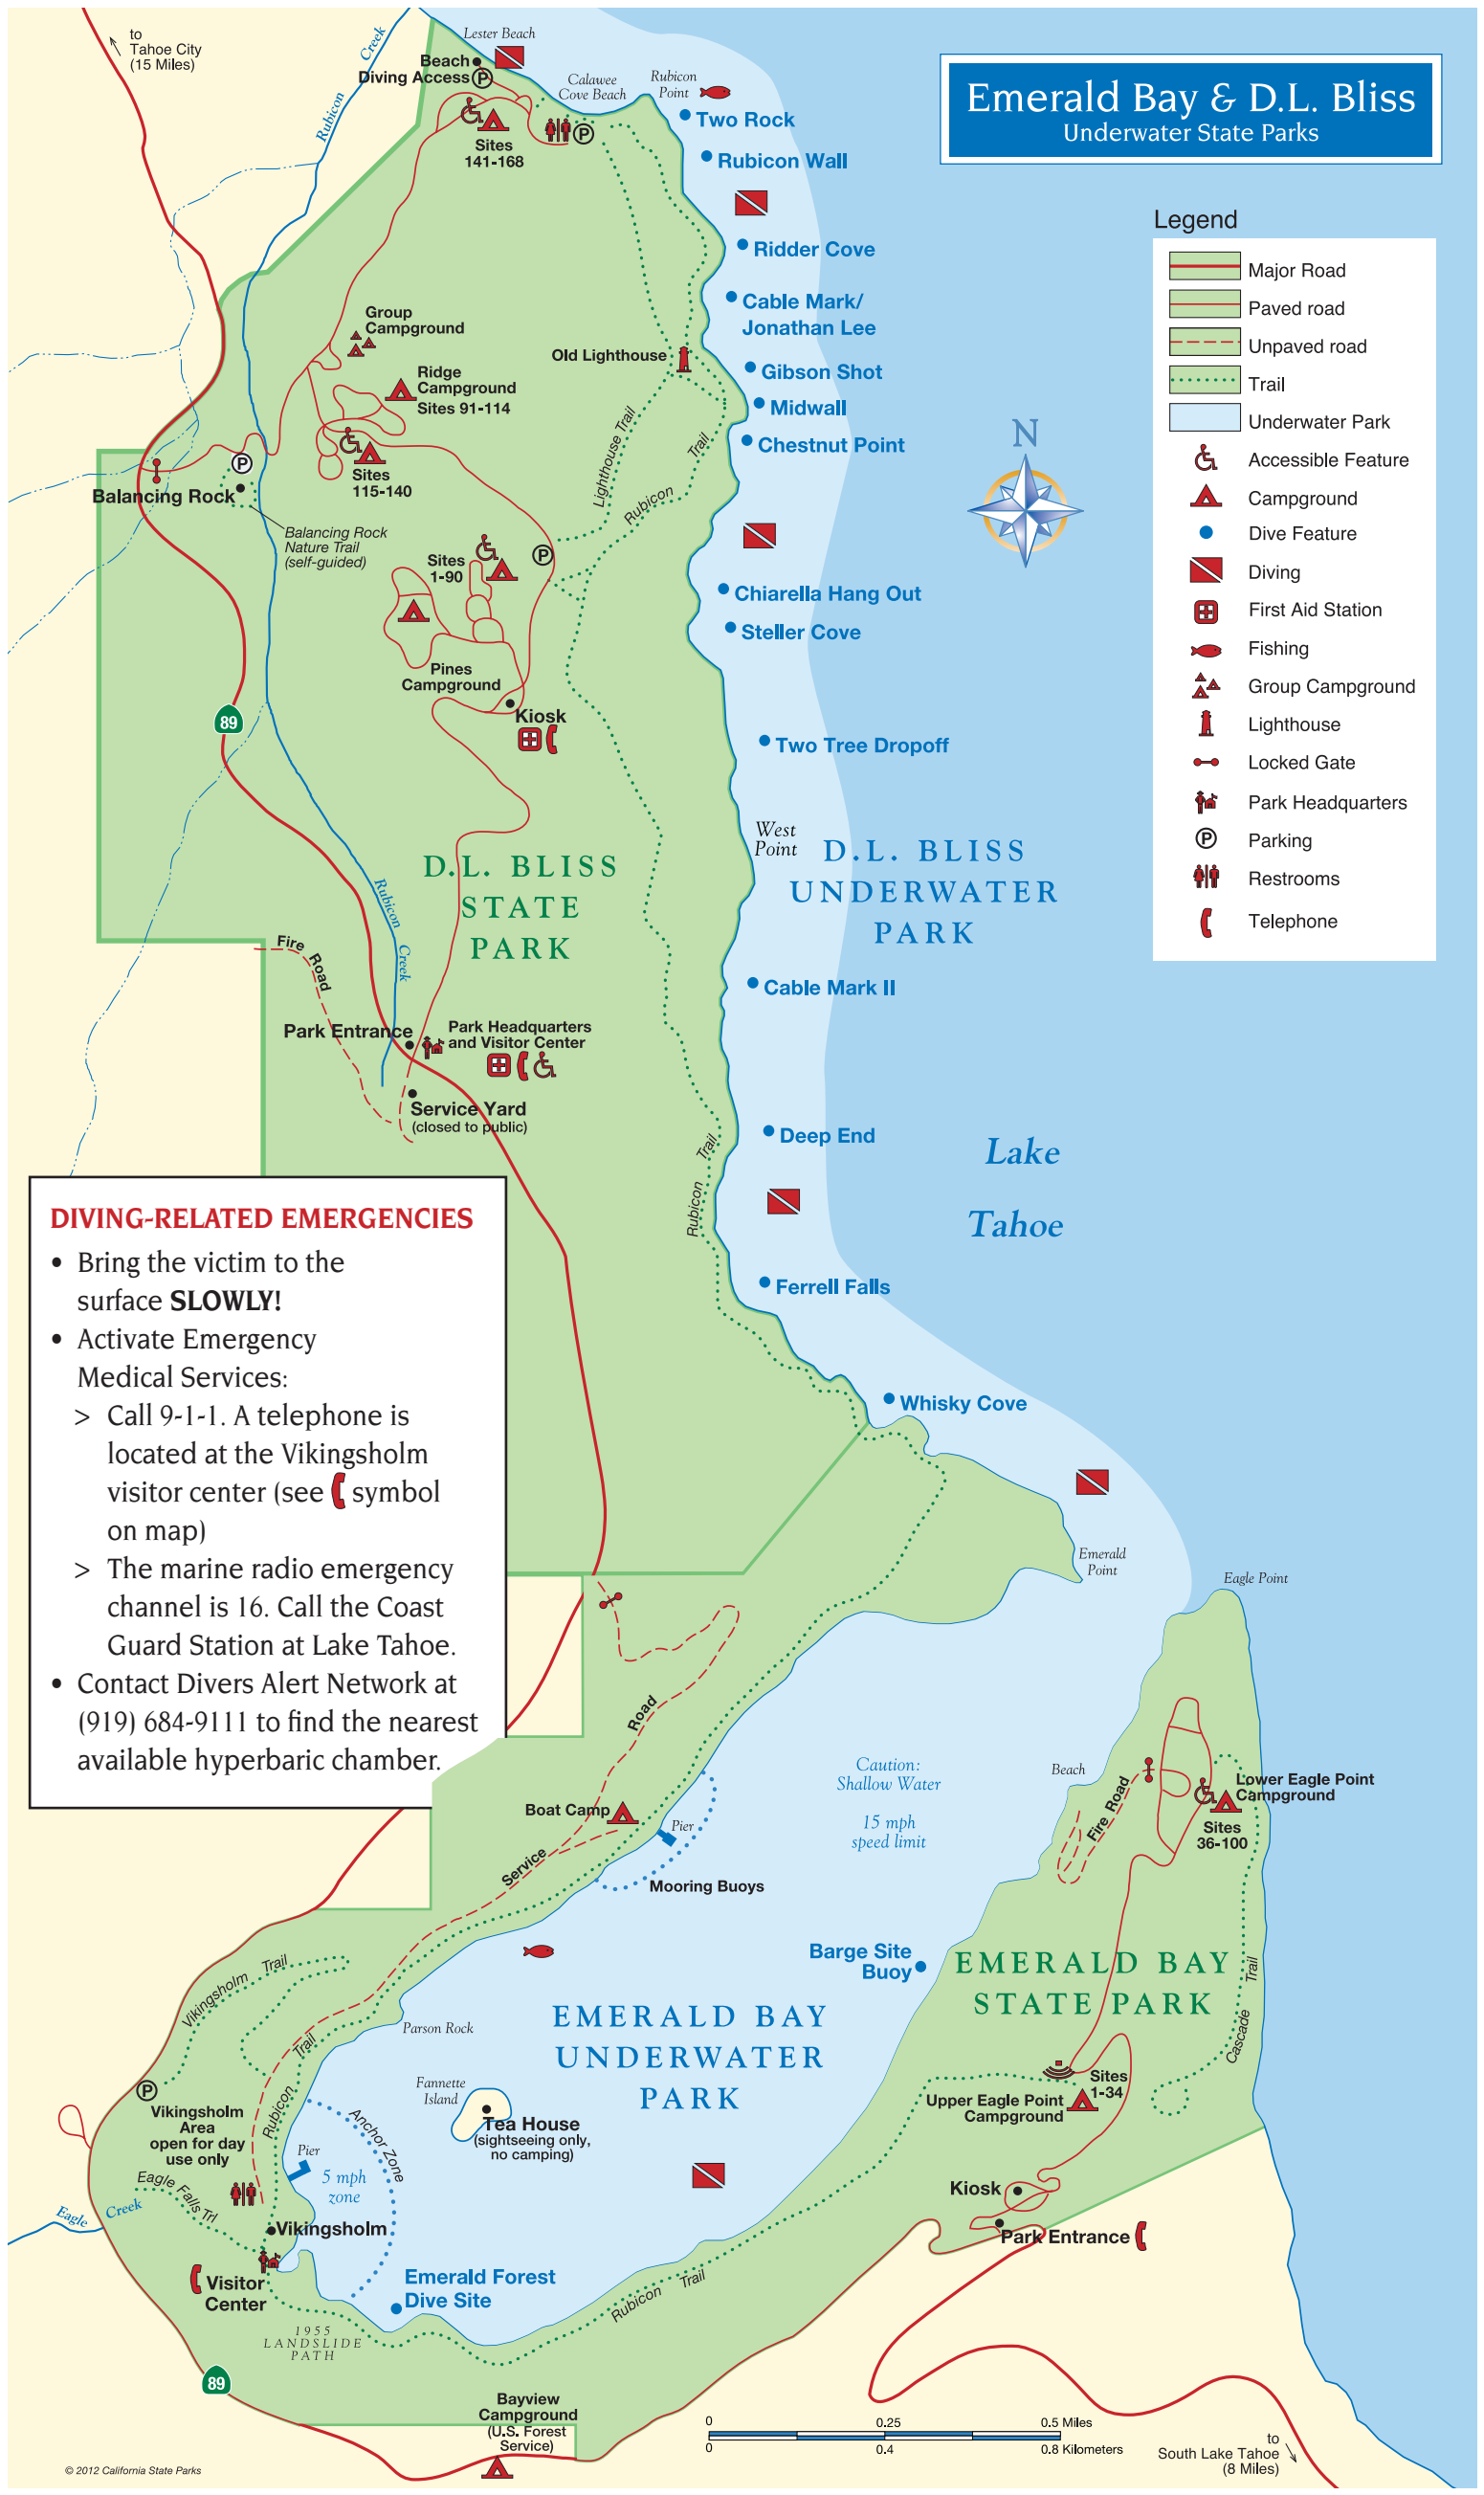 to
Tahoe City
(15 Miles)
Creek
Rubicon
Lester Beach
Beach
Diving Access
P
Calawee
Cove Beach
Rubicon
Point
Emerald Bay & D.L. Bliss
Underwater State Parks
Sites
141-168
P
Two Rock
Rubicon Wall
Ridder Cove
Cable Mark/
Jonathan Lee
Group
Campground
Old Lighthouse
Ridge
Campground
Sites 91-114
Gibson Shot
Midwall
Chestnut Point
Lighthouse Trail
Trail
Rubicon
Sites
115-140
P
Balancing Rock
Balancing Rock
Nature Trail
(self-guided)
Sites
1-90
P
Chiarella Hang Out
Steller Cove
Pines
Campground
Kiosk
89
Two Tree Dropoff
West
Point
D.L. BLISS
UNDERWATER
PARK
D.L. BLISS
STATE
PARK
Rubicon
Creek
Fire
Road
Cable Mark II
Park Entrance
Park Headquarters
and Visitor Center
Service Yard
(closed to public)
Deep End
Trail
Rubicon
Lake
Tahoe
Ferrell Falls
Whisky Cove
Legend
Major Road
Paved road
Unpaved road
Trail
Underwater Park
Accessible Feature
Campground
Dive Feature
Diving
First Aid Station
Fishing
Group Campground
Lighthouse
Locked Gate
Park Headquarters
P
Parking
Restrooms
Telephone
N
DIVING-RELATED EMERGENCIES
• Bring the victim to the
surface SLOWLY!
• Activate Emergency
Medical Services:
> Call 9-1-1. A telephone is
located at the Vikingsholm
visitor center (see symbol
on map)
> The marine radio emergency
channel is 16. Call the Coast
Guard Station at Lake Tahoe.
• Contact Divers Alert Network at
(919) 684-9111 to find the nearest
available hyperbaric chamber.
Emerald
Point
Eagle Point
Road
Service
Boat Camp
Pier
Mooring Buoys
Caution:
Shallow Water
15 mph
speed limit
Beach
Fire Road
Lower Eagle Point
Campground
Sites
36-100
Barge Site
Buoy
EMERALD BAY
STATE PARK
Trail
Cascade
Vikingsholm Trail
Trail
Rubicon
Parson Rock
EMERALD BAY
UNDERWATER
PARK
Fannette
Island
Tea House
(sightseeing only,
no camping)
Sites
1-34
Upper Eagle Point
Campground
P
Vikingsholm
Area
open for day
use only
Anchor Zone
Pier
5 mph
zone
Eagle Falls Trl
Eagle Creek
Vikingsholm
Kiosk
Park Entrance
Visitor
Center
Emerald Forest
Dive Site
Rubicon Trail
1955
LANDSLIDE
PATH
89
Bayview
Campground
(U.S. Forest
Service)
0 0.25 0.5 Miles
0 0.4 0.8 Kilometers
to
South Lake Tahoe
(8 Miles)
© 2012 California State Parks